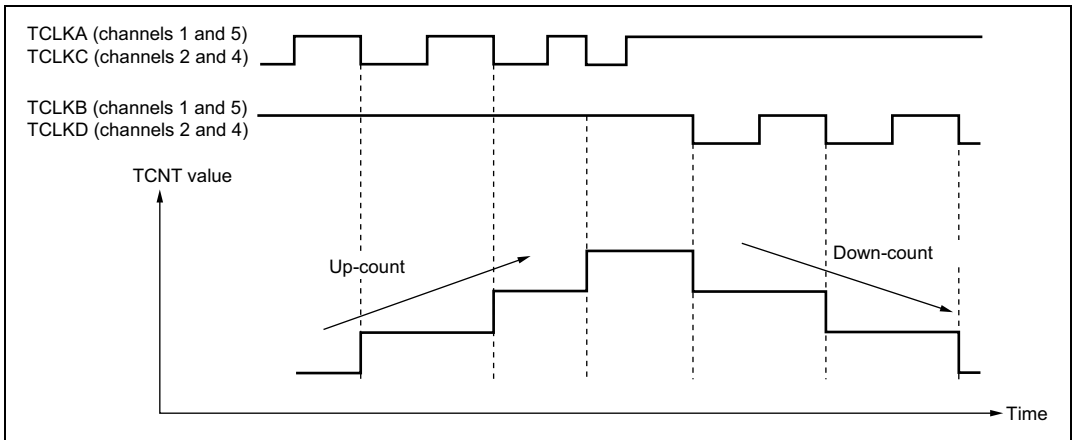 TCLKA (channels 1 and 5)
TCLKC (channels 2 and 4)
TCLKB (channels 1 and 5)
TCLKD (channels 2 and 4)
TCNT value
Up-count
Down-count
Time